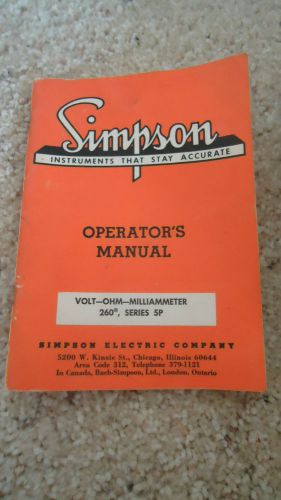 Simpson
INSTRUMENTS THAT STAY ACCURATE
OPERATOR'S
MANUAL
VOLT—OHM—MILLIAMMETER
260®, SERIES 5P
SIMPSON ELECTRIC COMPANY
5200 W. Kinzie St., Chicago, Illinois 60644
Area Code 312, Telephone 379-1121
In Canada, Bach-Simpson, Ltd., London, Ontario